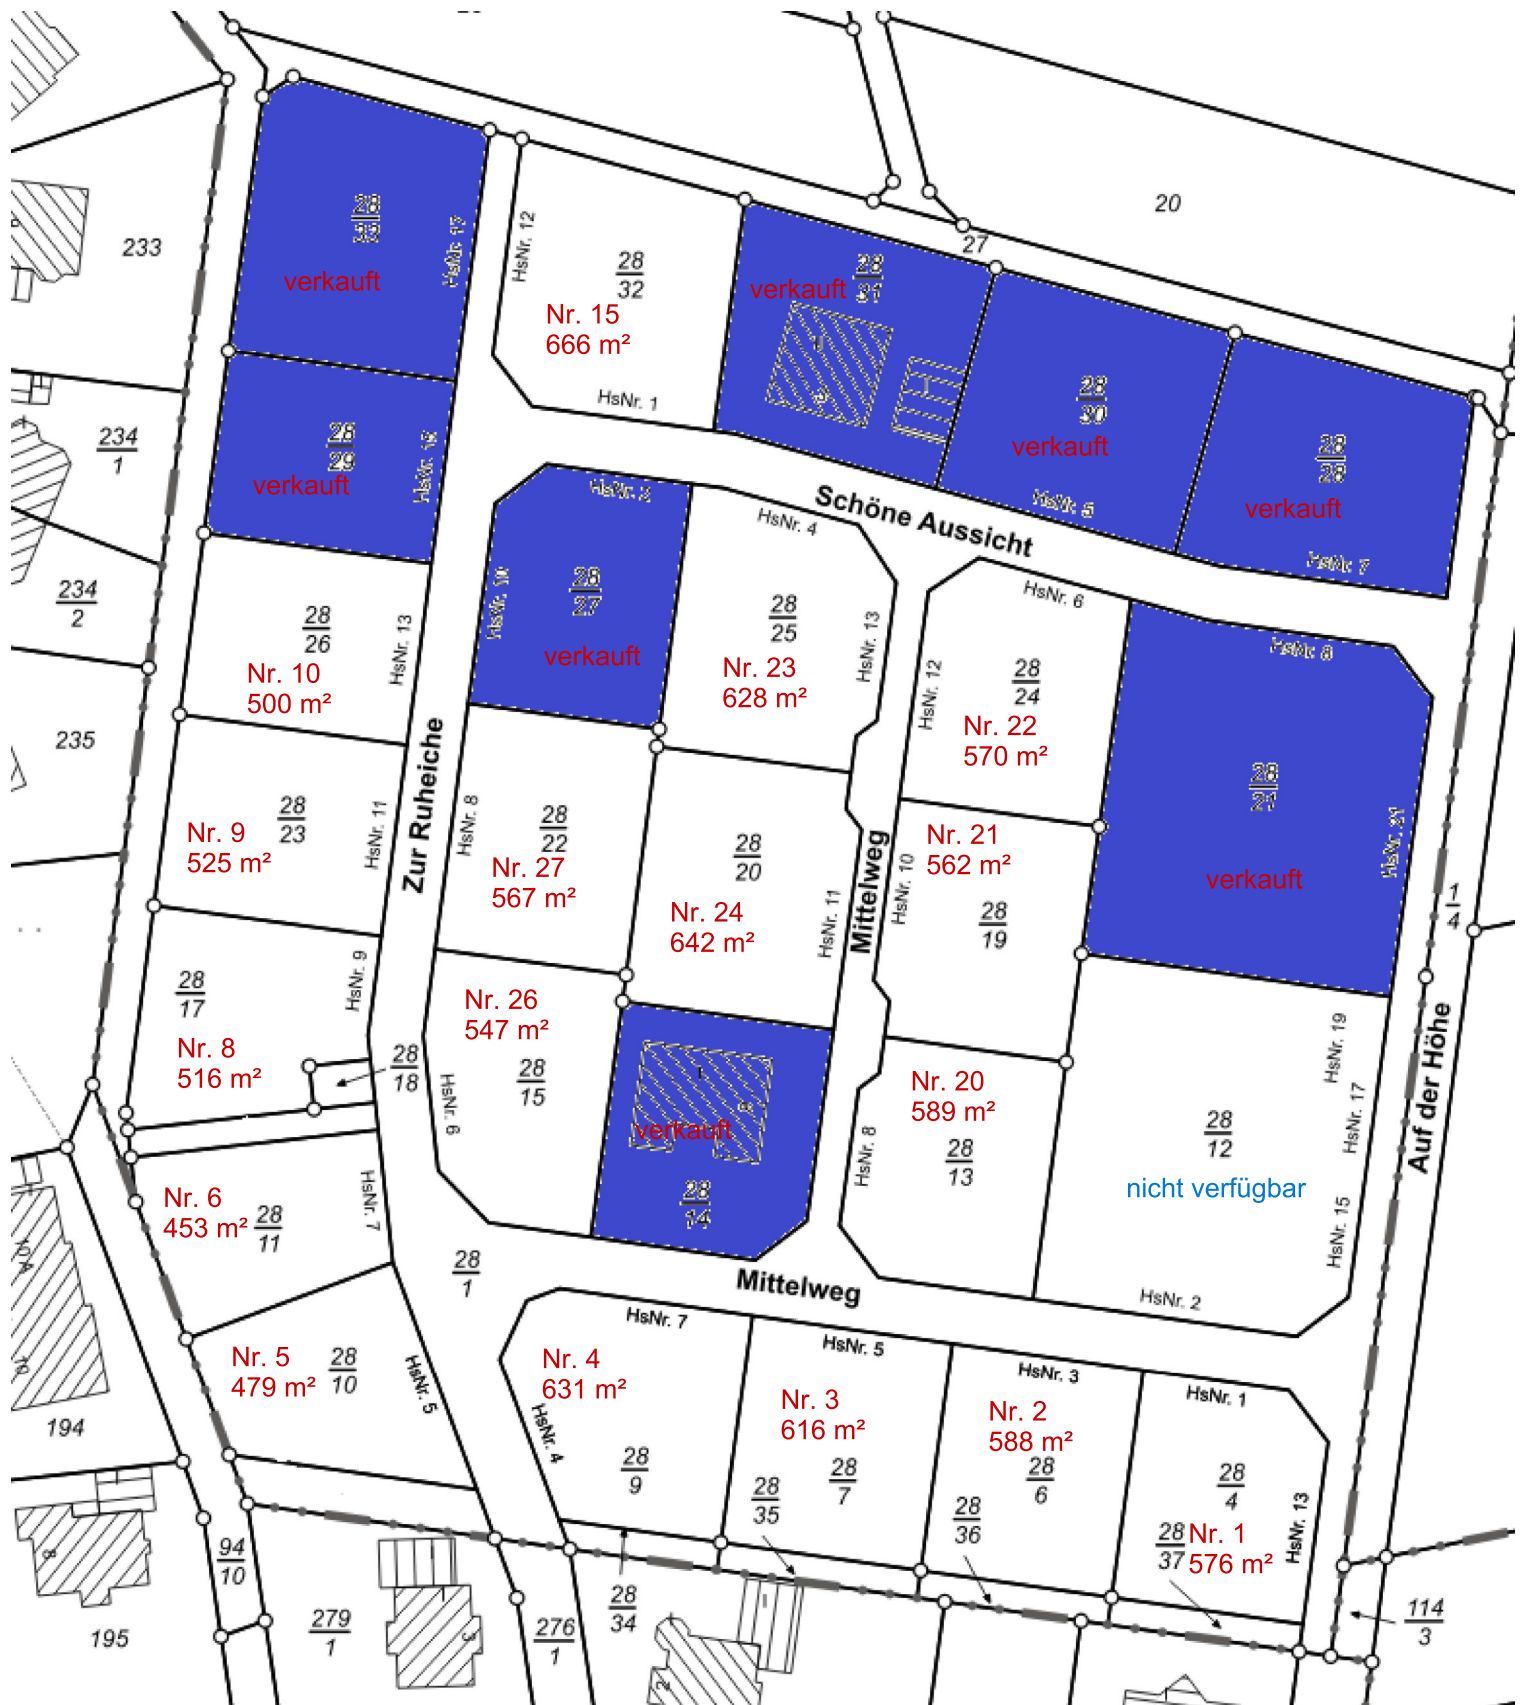 20
27
233
28
33
HsNr. 17
verkauft
HsNr. 12
28
32
Nr. 15
666 m²
HsNr. 1
28
31
verkauft
28
30
verkauft
HsNr. 5
28
28
verkauft
HsNr. 7
234
1
28
29
HsNr. 15
verkauft
Schöne Aussicht
HsNr. 2
HsNr. 10
28
27
verkauft
HsNr. 4
28
25
HsNr. 13
Nr. 23
628 m²
HsNr. 6
28
24
HsNr. 12
Nr. 22
570 m²
HsNr. 8
28
21
HsNr. 21
verkauft
234
2
28
26
HsNr. 13
Nr. 10
500 m²
235
Zur Ruheiche
28
23
HsNr. 11
Nr. 9
525 m²
HsNr. 8
28
22
Nr. 27
567 m²
28
20
Nr. 24
642 m²
HsNr. 11
Mittelweg
Nr. 21
562 m²
HsNr. 10
28
19
1
4
28
17
HsNr. 9
Nr. 8
516 m²
28
18
Nr. 26
547 m²
28
15
HsNr. 6
verkauft
28
14
Nr. 20
589 m²
HsNr. 8
28
13
28
12
nicht verfügbar
HsNr. 19
HsNr. 17
HsNr. 15
HsNr. 2
Auf der Höhe
Nr. 6
453 m²
28
11
HsNr. 7
28
1
Mittelweg
10A
10
194
Nr. 5
479 m²
28
10
HsNr. 5
HsNr. 7
Nr. 4
631 m²
HsNr. 4
28
9
HsNr. 5
Nr. 3
616 m²
28
7
28
35
HsNr. 3
Nr. 2
588 m²
28
6
28
36
HsNr. 1
28
4
HsNr. 13
28
37
Nr. 1
576 m²
8
94
10
195
279
1
3
276
1
28
34
2
114
3